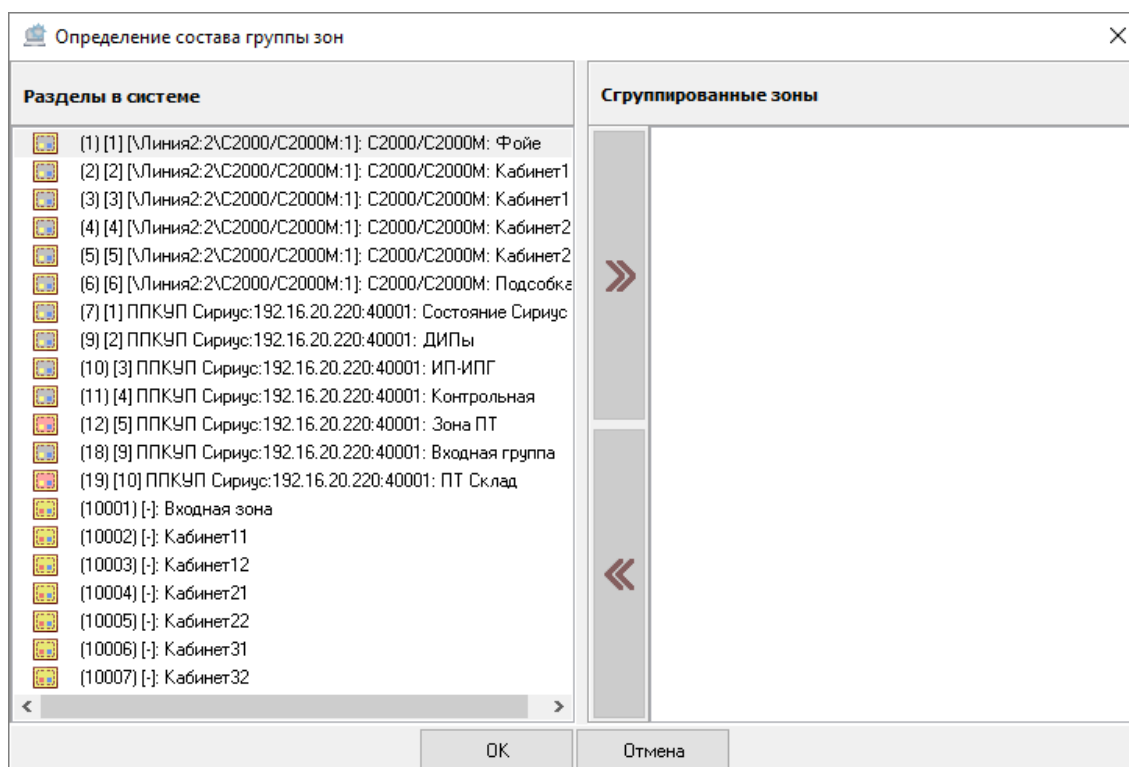 Определение состава группы зон
Разделы в системе
Сгруппированные зоны
(1) [1] [\Линия2:2\С2000/С2000М:1]: С2000/С2000М: Фойе
(2) [2] [\Линия2:2\С2000/С2000М:1]: С2000/С2000М: Кабинет1
(3) [3] [\Линия2:2\С2000/С2000М:1]: С2000/С2000М: Кабинет1
(4) [4] [\Линия2:2\С2000/С2000М:1]: С2000/С2000М: Кабинет2
(5) [5] [\Линия2:2\С2000/С2000М:1]: С2000/С2000М: Кабинет2
(6) [6] [\Линия2:2\С2000/С2000М:1]: С2000/С2000М: Подсобка
(7) [1] ППКУП Сириус:192.16.20.220:40001: Состояние Сириус
(9) [2] ППКУП Сириус:192.16.20.220:40001: ДИПы
(10) [3] ППКУП Сириус:192.16.20.220:40001: ИП-ИПГ
(11) [4] ППКУП Сириус:192.16.20.220:40001: Контрольная
(12) [5] ППКУП Сириус:192.16.20.220:40001: Зона ПТ
(18) [9] ППКУП Сириус:192.16.20.220:40001: Входная группа
(19) [10] ППКУП Сириус:192.16.20.220:40001: ПТ Склад
(10001) [-]: Входная зона
(10002) [-]: Кабинет11
(10003) [-]: Кабинет12
(10004) [-]: Кабинет21
(10005) [-]: Кабинет22
(10006) [-]: Кабинет31
(10007) [-]: Кабинет32
OK
Отмена